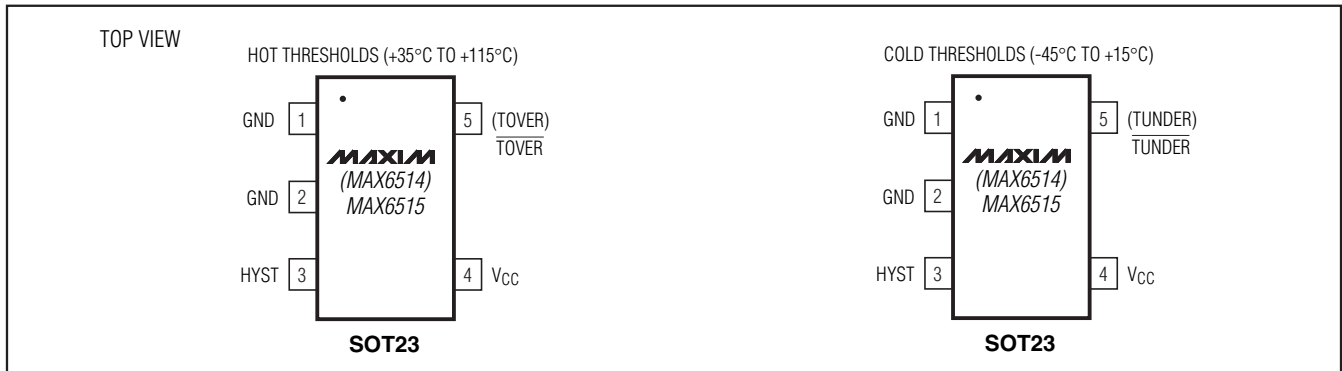 TOP VIEW
HOT THRESHOLDS (+35°C TO +115°C)
GND 1
5 (TOVER)
TOVER
MAXIM
(MAX6514)
MAX6515
GND 2
HYST 3
4 VCC
SOT23
COLD THRESHOLDS (-45°C TO +15°C)
GND 1
5 (TUNDER)
TUNDER
MAXIM
(MAX6514)
MAX6515
GND 2
HYST 3
4 VCC
SOT23